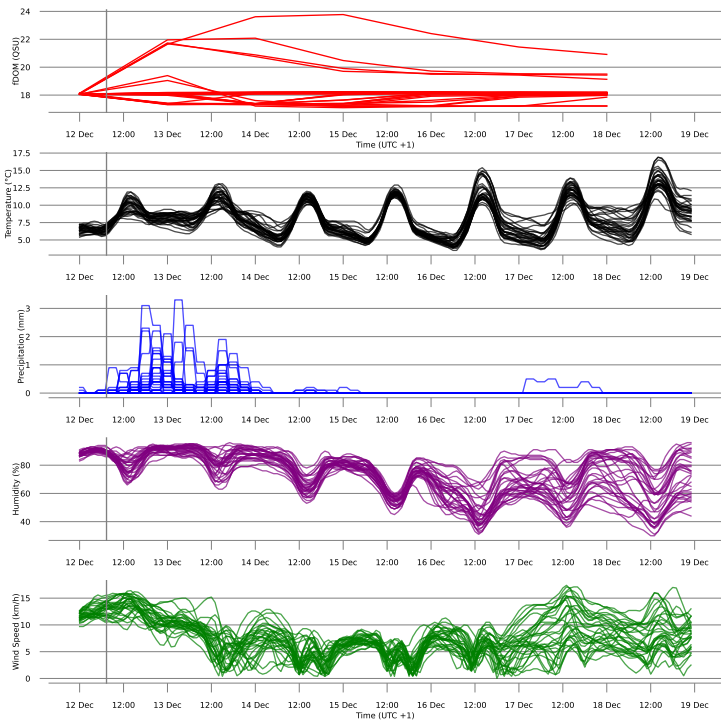 24
22
20
18
fDOM (QSU)
12 Dec 12:00 13 Dec 12:00 14 Dec 12:00 15 Dec 12:00 16 Dec 12:00 17 Dec 12:00 18 Dec 12:00 19 Dec
Time (UTC +1)
17.5
15.0
12.5
10.0
7.5
5.0
Temperature (°C)
12 Dec 12:00 13 Dec 12:00 14 Dec 12:00 15 Dec 12:00 16 Dec 12:00 17 Dec 12:00 18 Dec 12:00 19 Dec
3
2
1
0
Precipitation (mm)
12 Dec 12:00 13 Dec 12:00 14 Dec 12:00 15 Dec 12:00 16 Dec 12:00 17 Dec 12:00 18 Dec 12:00 19 Dec
80
60
40
Humidity (%)
12 Dec 12:00 13 Dec 12:00 14 Dec 12:00 15 Dec 12:00 16 Dec 12:00 17 Dec 12:00 18 Dec 12:00 19 Dec
15
10
5
0
Wind Speed (km/h)
12 Dec 12:00 13 Dec 12:00 14 Dec 12:00 15 Dec 12:00 16 Dec 12:00 17 Dec 12:00 18 Dec 12:00 19 Dec
Time (UTC +1)